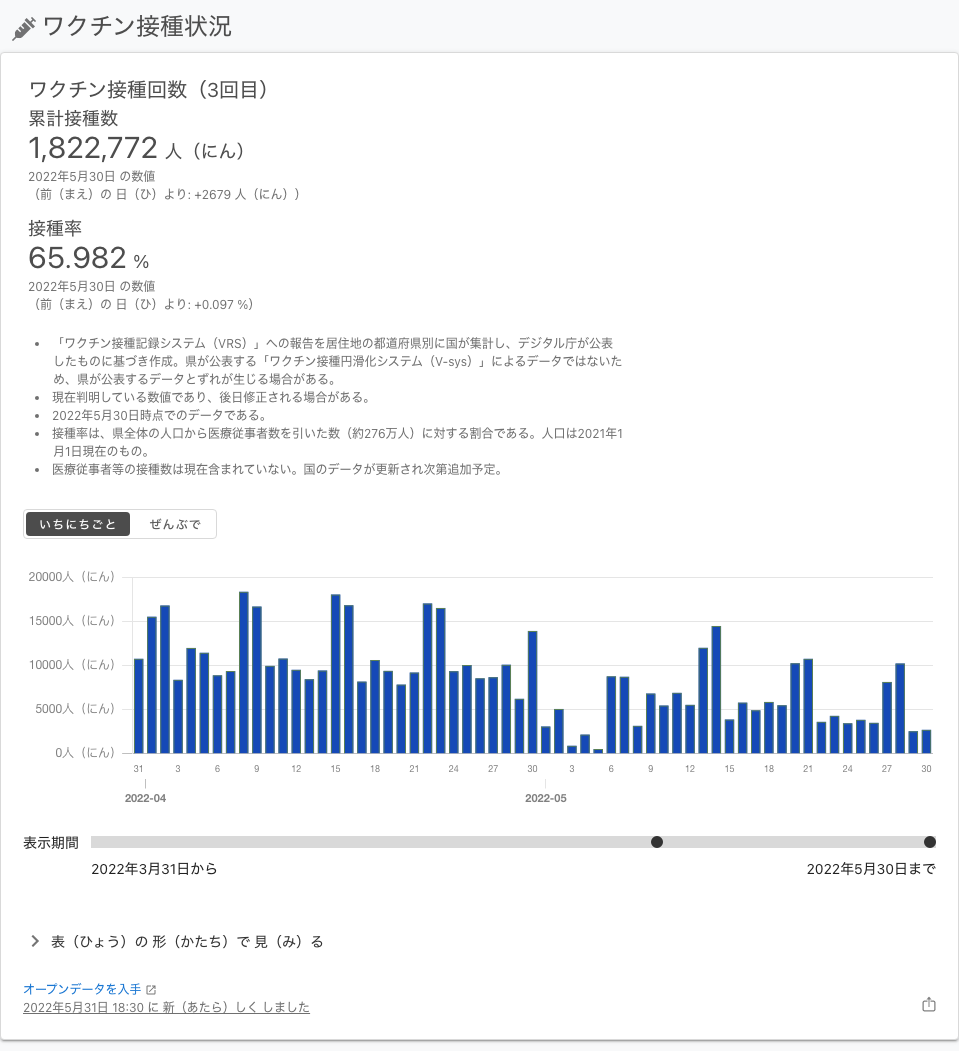 ワクチン接種状況
ワクチン接種回数（3回目）
累計接種数
1,822,772 人（にん）
2022年5月30日 の数値
（前（まえ）の 日（ひ）より: +2679 人（にん））
接種率
65.982 %
2022年5月30日 の数値
（前（まえ）の 日（ひ）より: +0.097 %）
• 「ワクチン接種記録システム（VRS）」への報告を居住地の都道府県別に国が集計し、デジタル庁が公表
したものに基づき作成。県が公表する「ワクチン接種円滑化システム（V-sys）」によるデータではないた
め、県が公表するデータとずれが生じる場合がある。
• 現在判明している数値であり、後日修正される場合がある。
• 2022年5月30日時点でのデータである。
• 接種率は、県全体の人口から医療従事者数を引いた数（約276万人）に対する割合である。人口は2021年1
月1日現在のもの。
• 医療従事者等の接種数は現在含まれていない。国のデータが更新され次第追加予定。
いちにちごと ぜんぶで
20000人（にん）
15000人（にん）
10000人（にん）
5000人（にん）
0人（にん）
31 3 6 9 12 15 18 21 24 27 30 3 6 9 12 15 18 21 24 27 30
2022-04 2022-05
表示期間
2022年3月31日から 2022年5月30日まで
表（ひょう）の 形（かたち）で 見（み）る
オープンデータを入手
2022年5月31日 18:30 に 新（あたら）しく しました